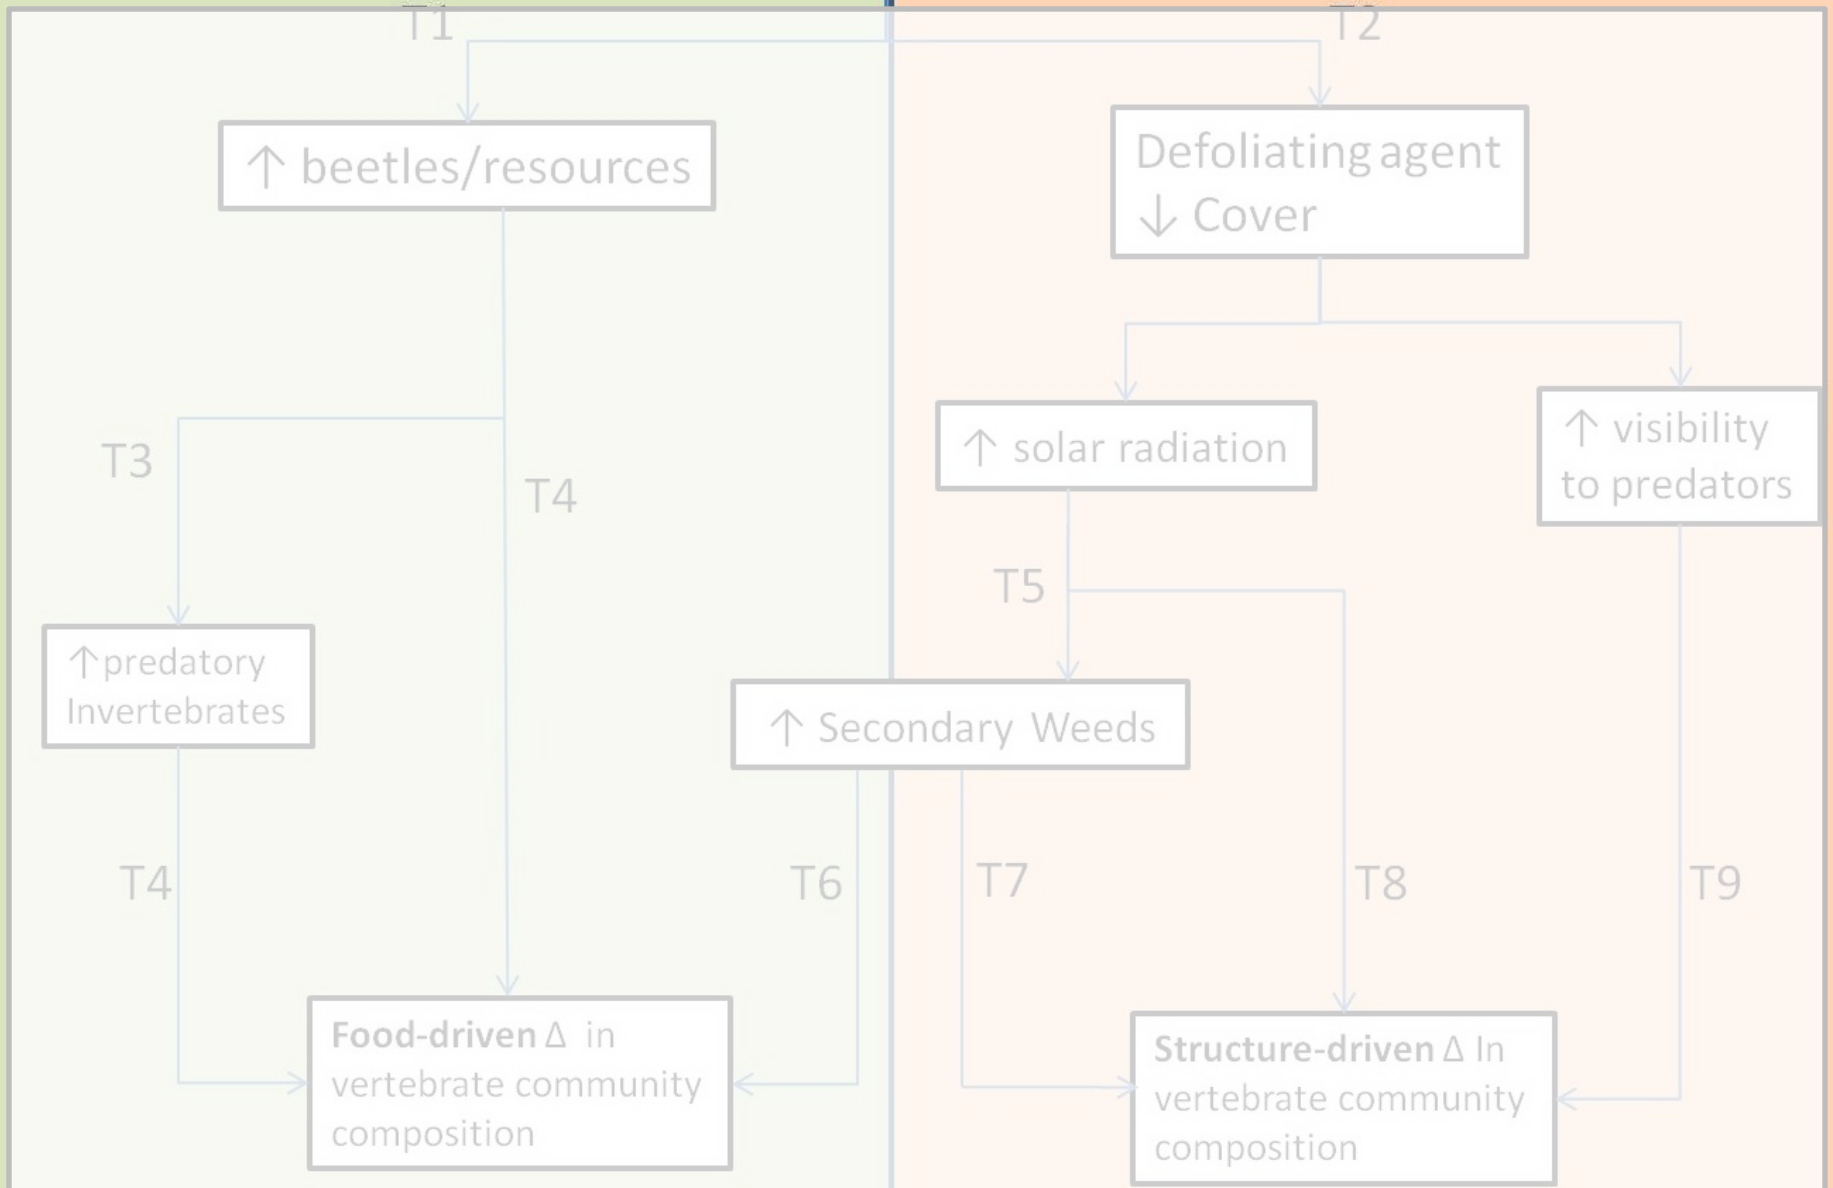 T1
T2
↑ beetles/resources
Defoliating agent
↓ Cover
↑ solar radiation
↑ visibility
to predators
T3
T4
T5
↑predatory
Invertebrates
↑ Secondary Weeds
T4
T6
T7
T8
T9
Food-driven Δ in
vertebrate community
composition
Structure-driven Δ In
vertebrate community
composition